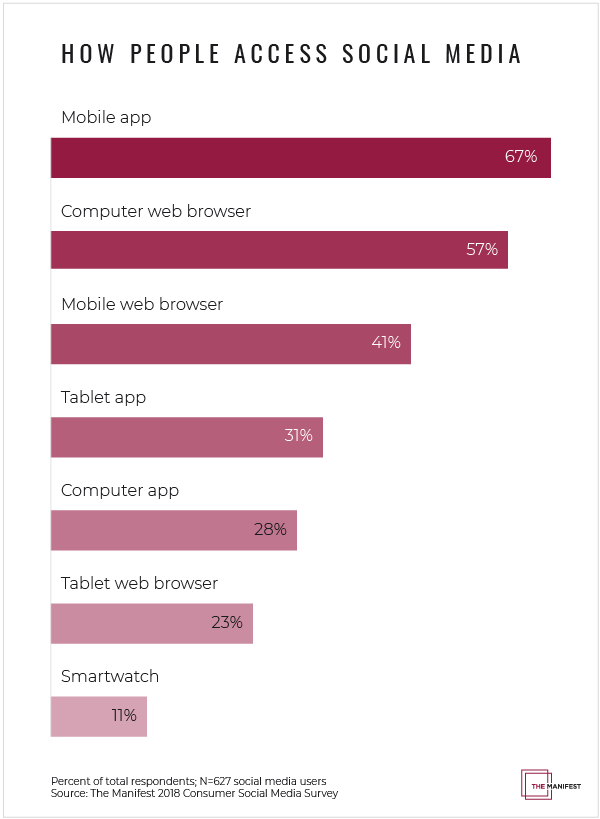 HOW PEOPLE ACCESS SOCIAL MEDIA
Mobile app
67%
Computer web browser
57%
Mobile web browser
41%
Tablet app
31%
Computer app
28%
Tablet web browser
23%
Smartwatch
11%
Percent of total respondents; N=627 social media users
Source: The Manifest 2018 Consumer Social Media Survey
THE MANIFEST